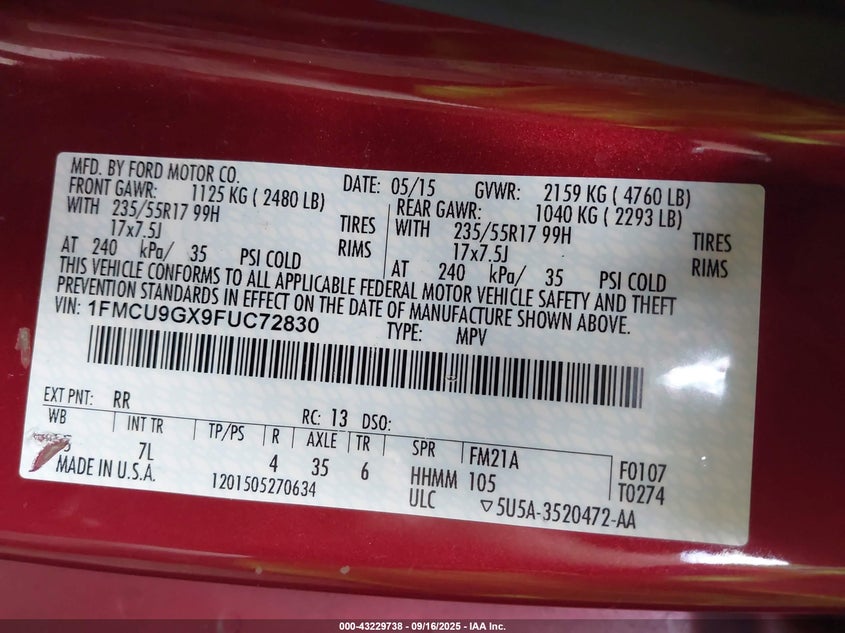 MFD. BY FORD MOTOR CO.
DATE: 05/15 GVWR: 2159 KG ( 4760 LB)
FRONT GAWR: 1125 KG ( 2480 LB) REAR GAWR: 1040 KG ( 2293 LB)
WITH 235/55R17 99H TIRES WITH 235/55R17 99H TIRES
17x7.5J RIMS 17x7.5J RIMS
AT 240 kPa/ 35 PSI COLD AT 240 kPa/ 35 PSI COLD
THIS VEHICLE CONFORMS TO ALL APPLICABLE FEDERAL MOTOR VEHICLE SAFETY AND THEFT
PREVENTION STANDARDS IN EFFECT ON THE DATE OF MANUFACTURE SHOWN ABOVE.
VIN: 1FMCU9GX9FUC72830 TYPE: MPV
EXT PNT: RR RC: 13 DSO:
WB INT TR TP/PS R AXLE TR SPR FM21A F0107
7L 4 35 6 HHMM 105 T0274
MADE IN U.S.A. 1201505270634 ULC ▽5U5A-3520472-AA
000-43229738 - 09/16/2025 - IAA Inc.